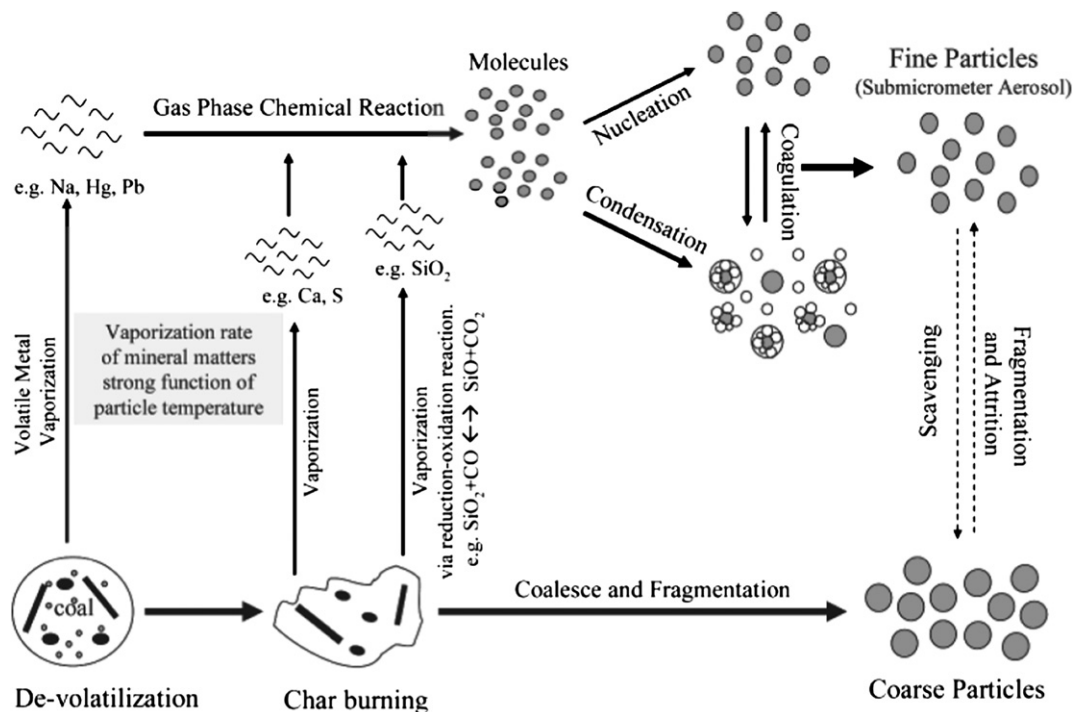 Molecules
Fine Particles
(Submicrometer Aerosol)
Gas Phase Chemical Reaction
Nucleation
Coagulation
Condensation
e.g. Na, Hg, Pb
e.g. SiO₂
e.g. Ca, S
Vaporization rate
of mineral matters
strong function of
particle temperature
Volatile Metal
Vaporization
Vaporization
Vaporization
via reduction-oxidation reaction.
e.g. SiO₂+CO ↔ SiO+CO₂
Scavenging
Fragmentation
and Attrition
coal
Coalesce and Fragmentation
De-volatilization
Char burning
Coarse Particles